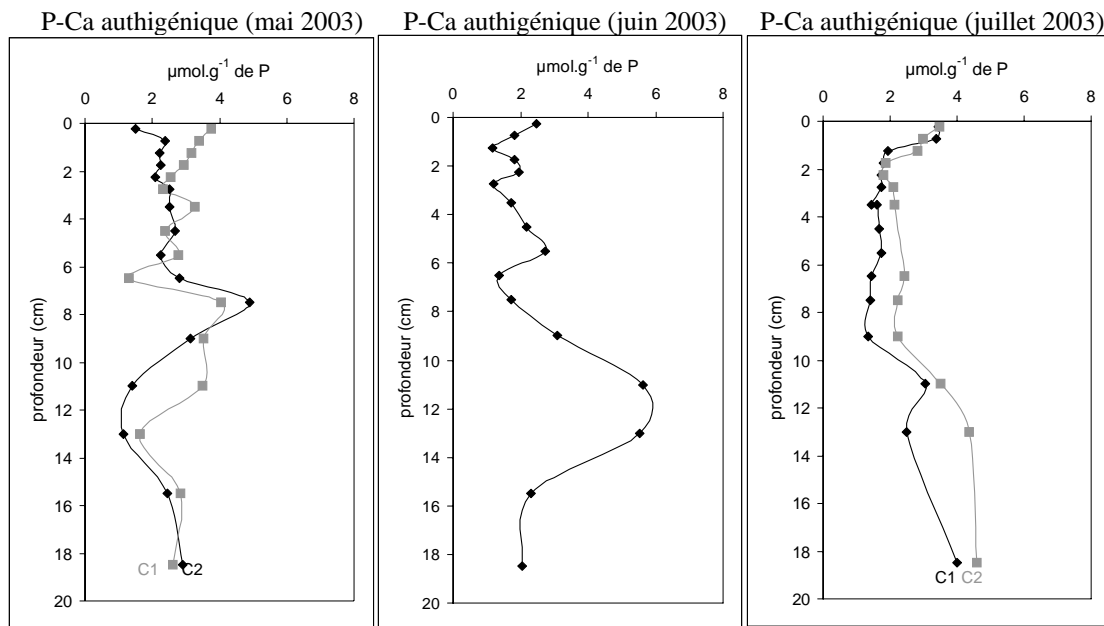 P-Ca authigénique (mai 2003)
µmol.g-1 de P
0 2 4 6 8
0
2
4
6
8
10
12
14
16
18
20
profondeur (cm)
C1 C2
P-Ca authigénique (juin 2003)
µmol.g-1 de P
0 2 4 6 8
0
2
4
6
8
10
12
14
16
18
20
profondeur (cm)
P-Ca authigénique (juillet 2003)
µmol.g-1 de P
0 2 4 6 8
0
2
4
6
8
10
12
14
16
18
20
profondeur (cm)
C1 C2